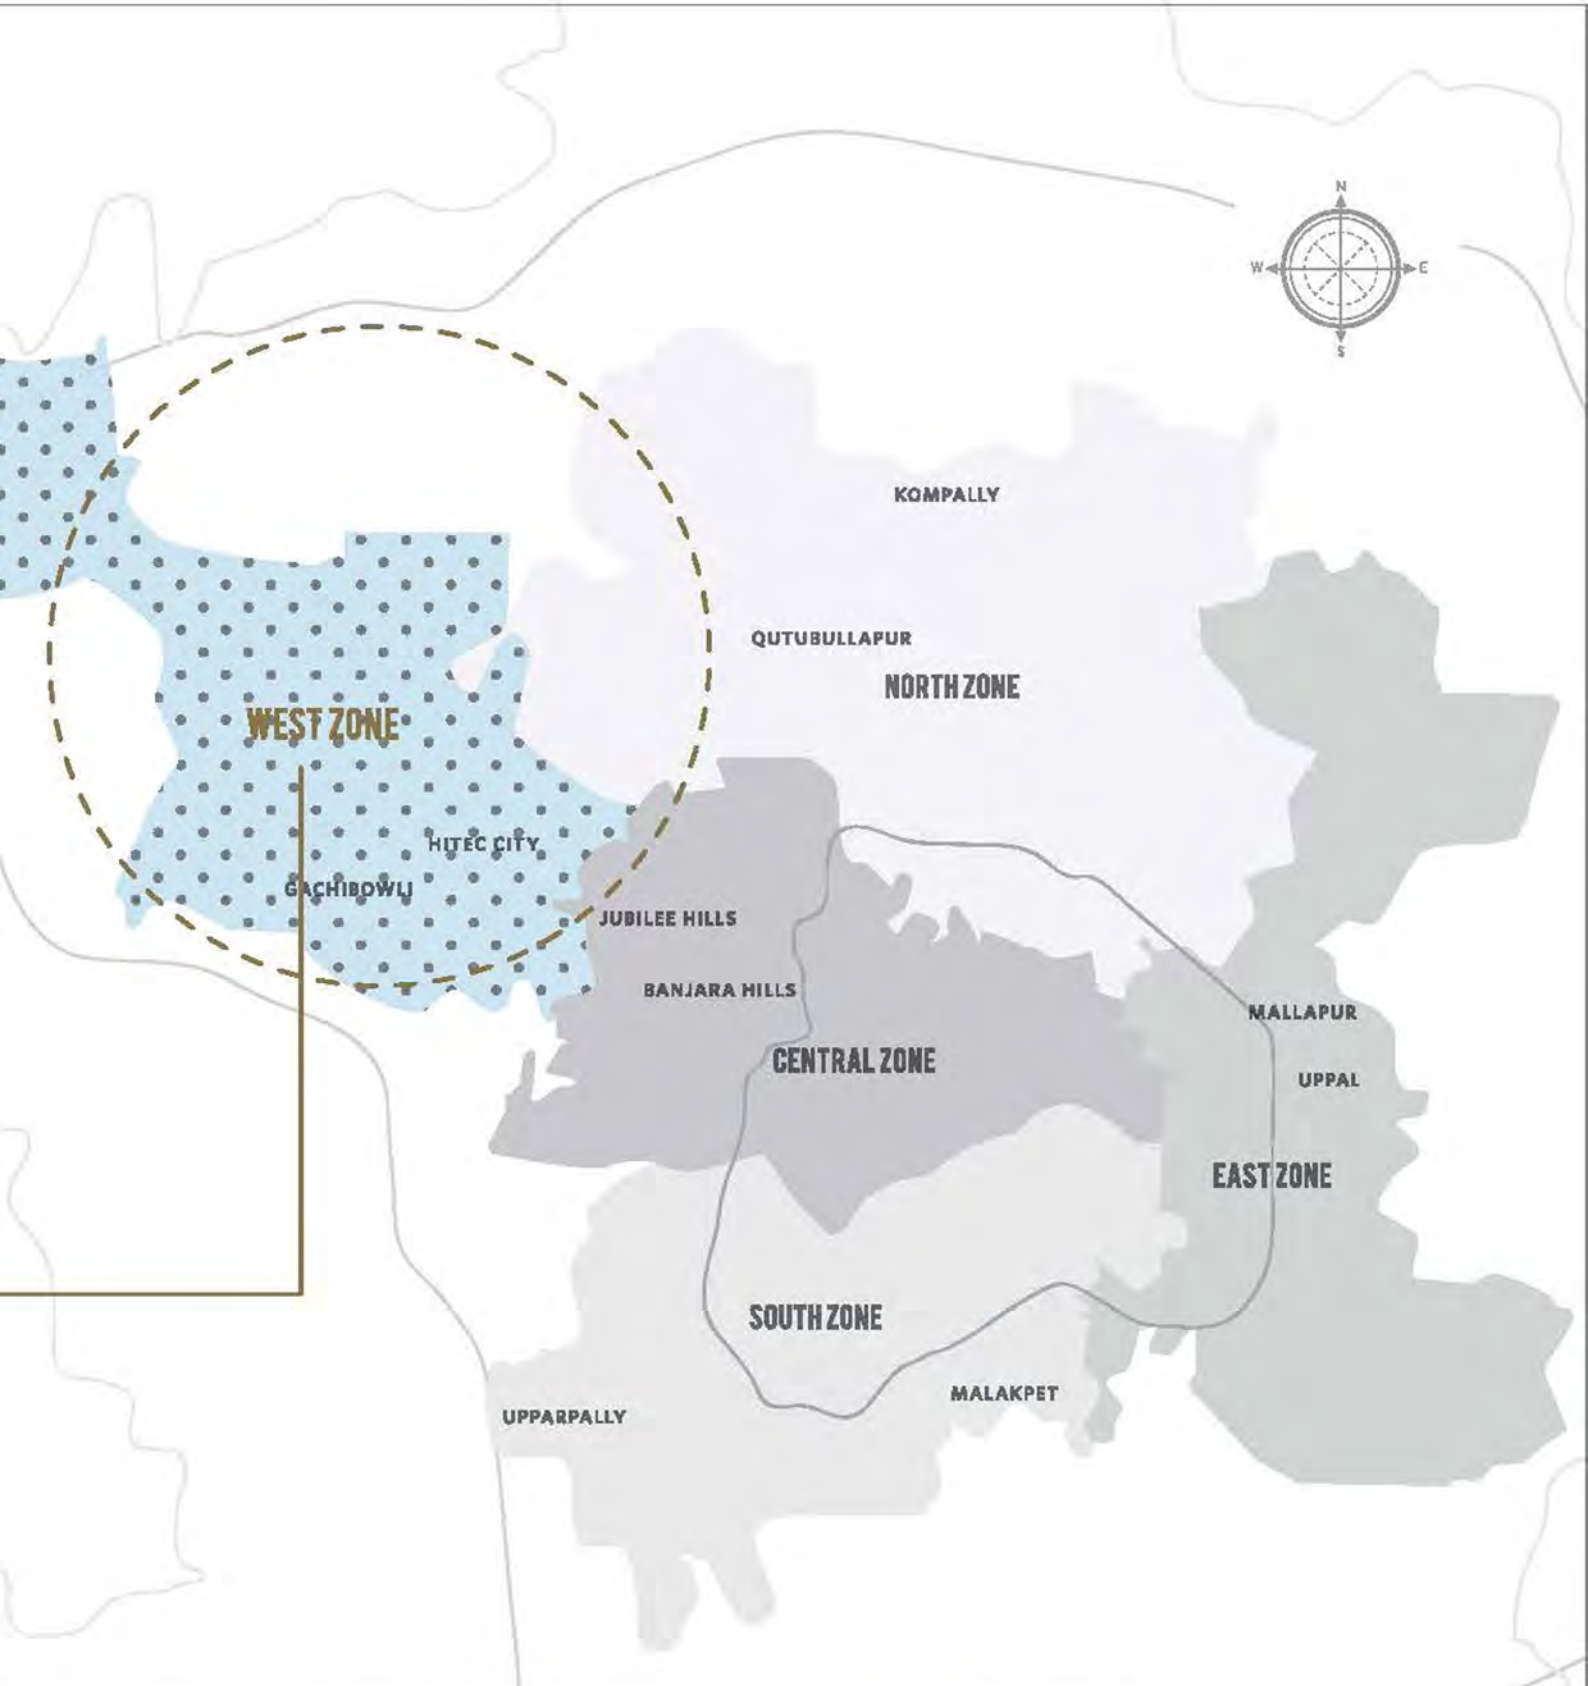 N
W E
S
KOMPALLY
QUTUBULLAPUR
NORTH ZONE
WEST ZONE
HITEC CITY
GACHIBOWLI
JUBILEE HILLS
BANJARA HILLS
MALLAPUR
CENTRAL ZONE
UPPAL
EAST ZONE
SOUTH ZONE
MALAKPET
UPPARPALLY